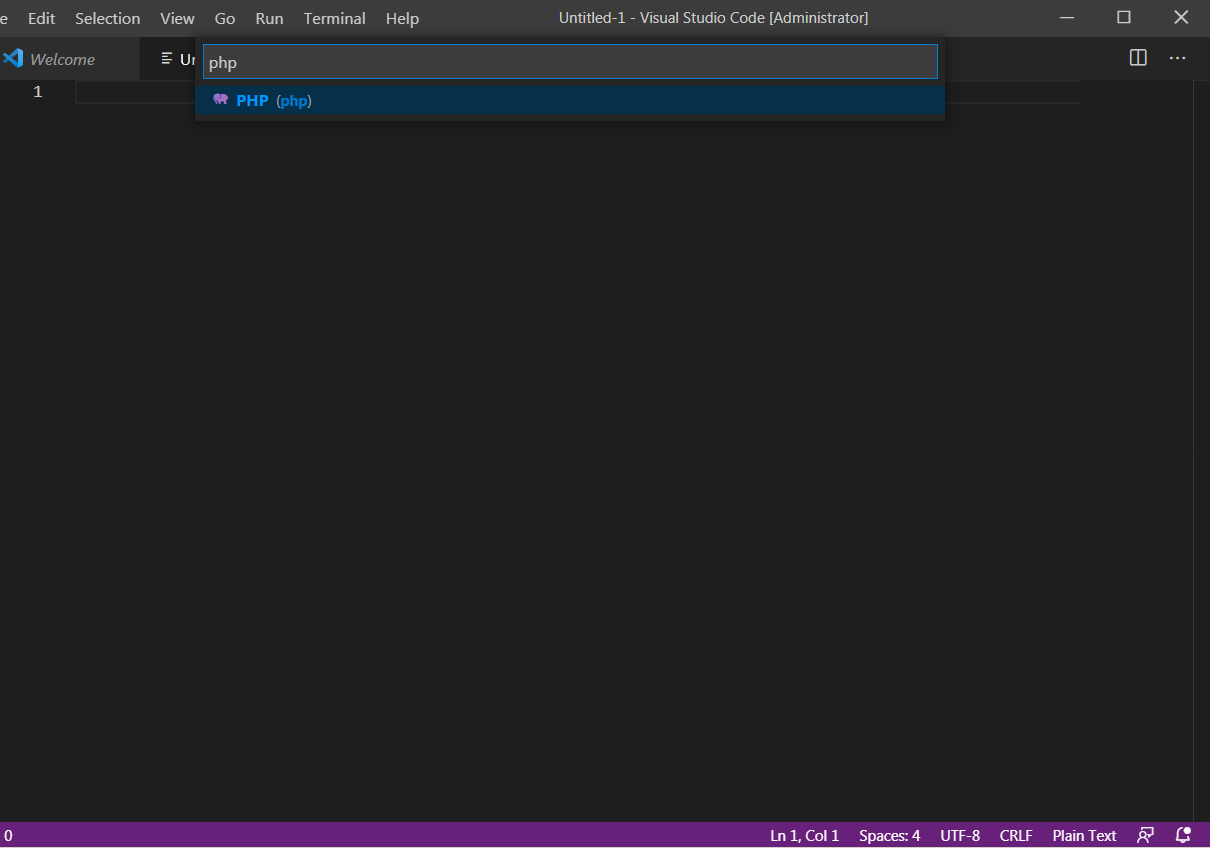 e Edit Selection View Go Run Terminal Help Untitled-1 - Visual Studio Code [Administrator]
Welcome Un
php
1
PHP (php)
0 Ln 1, Col 1 Spaces: 4 UTF-8 CRLF Plain Text